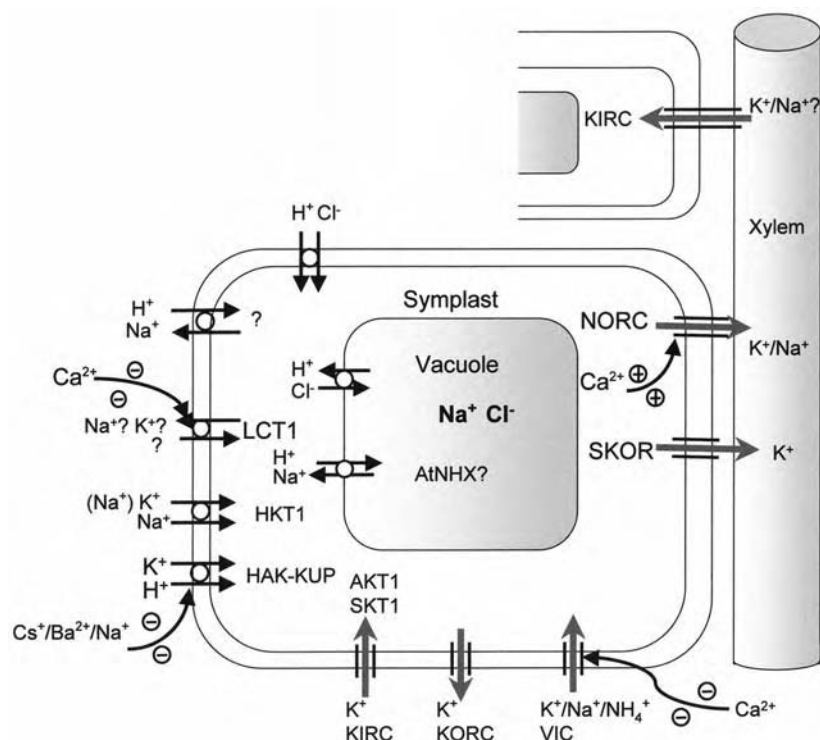 KIRC
K⁺/Na⁺?
Xylem
H⁺ Cl⁻
Symplast
H⁺
Na⁺
?
NORC
K⁺/Na⁺
Vacuole
H⁺
Cl⁻
Ca²⁺
Ca²⁺
Na⁺ Cl⁻
Na⁺? K⁺?
?
LCT1
SKOR
K⁺
H⁺
Na⁺
AtNHX?
(Na⁺) K⁺
Na⁺
HKT1
K⁺
H⁺
HAK-KUP
AKT1
SKT1
Cs⁺/Ba²⁺/Na⁺
K⁺
KIRC
K⁺
KORC
K⁺/Na⁺/NH₄⁺
VIC
Ca²⁺